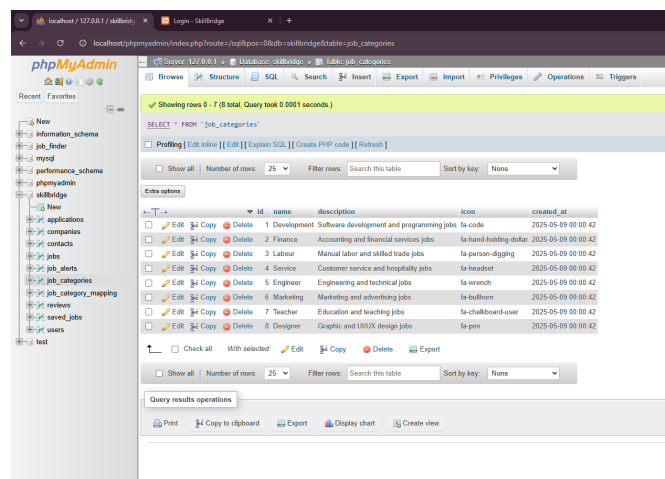 localhost / 127.0.0.1 / skillbridg
Login - SkillBridge
localhost/phpmyadmin/index.php?route=/sql&pos=0&db=skillbridge&table=job_categories
phpMyAdmin
Recent Favorites
New
information_schema
job_finder
mysql
performance_schema
phpmyadmin
skillbridge
New
applications
companies
contacts
jobs
job_alerts
job_categories
job_category_mapping
reviews
saved_jobs
users
test
Server: 127.0.0.1 » Database: skillbridge » Table: job_categories
Browse Structure SQL Search Insert Export Import Privileges Operations Triggers
Showing rows 0 - 7 (8 total, Query took 0.0001 seconds.)
SELECT * FROM `job_categories`
Profiling [ Edit inline ] [ Edit ] [ Explain SQL ] [ Create PHP code ] [ Refresh ]
Show all Number of rows: 25 Filter rows: Search this table Sort by key: None
Extra options
id name description icon created_at
Edit Copy Delete 1 Development Software development and programming jobs fa-code 2025-05-09 00:00:42
Edit Copy Delete 2 Finance Accounting and financial services jobs fa-hand-holding-dollar 2025-05-09 00:00:42
Edit Copy Delete 3 Labour Manual labor and skilled trade jobs fa-person-digging 2025-05-09 00:00:42
Edit Copy Delete 4 Service Customer service and hospitality jobs fa-headset 2025-05-09 00:00:42
Edit Copy Delete 5 Engineer Engineering and technical jobs fa-wrench 2025-05-09 00:00:42
Edit Copy Delete 6 Marketing Marketing and advertising jobs fa-bullhorn 2025-05-09 00:00:42
Edit Copy Delete 7 Teacher Education and teaching jobs fa-chalkboard-user 2025-05-09 00:00:42
Edit Copy Delete 8 Designer Graphic and UI/UX design jobs fa-pen 2025-05-09 00:00:42
Check all With selected: Edit Copy Delete Export
Show all Number of rows: 25 Filter rows: Search this table Sort by key: None
Query results operations
Print Copy to clipboard Export Display chart Create view